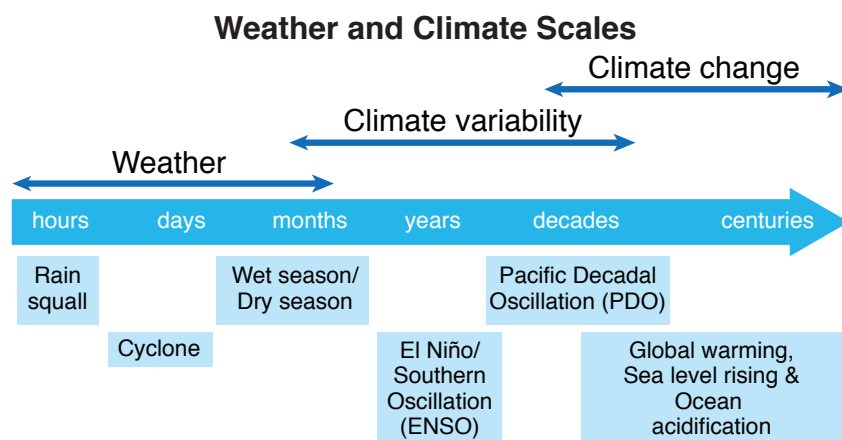 Weather and Climate Scales
Climate change
Climate variability
Weather
hours days months years decades centuries
Rain
squall
Wet season/
Dry season
Pacific Decadal
Oscillation (PDO)
Cyclone
El Niño/
Southern
Oscillation
(ENSO)
Global warming,
Sea level rising &
Ocean
acidification